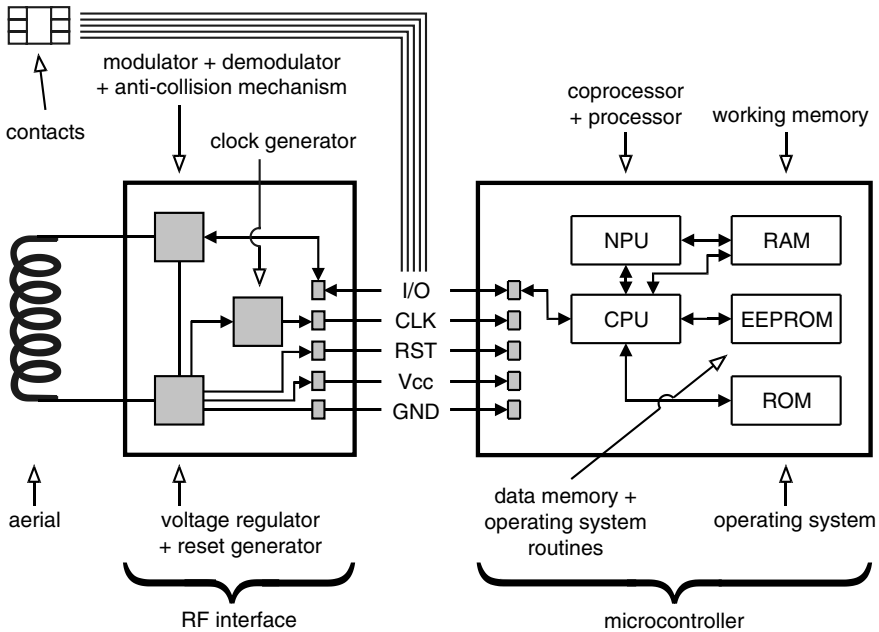 modulator + demodulator
+ anti-collision mechanism
contacts
clock generator
coprocessor
+ processor
working memory
NPU
RAM
I/O
CLK
RST
Vcc
GND
CPU
EEPROM
ROM
aerial
voltage regulator
+ reset generator
data memory +
operating system
routines
operating system
RF interface
microcontroller